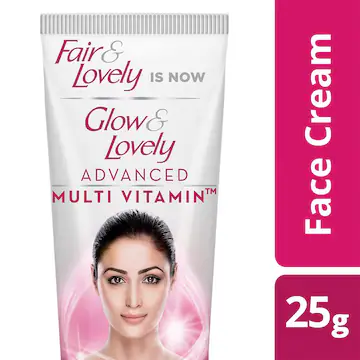 Fair &
Lovely IS NOW
Glow &
Lovely
ADVANCED
MULTI VITAMIN™
Face Cream
25g